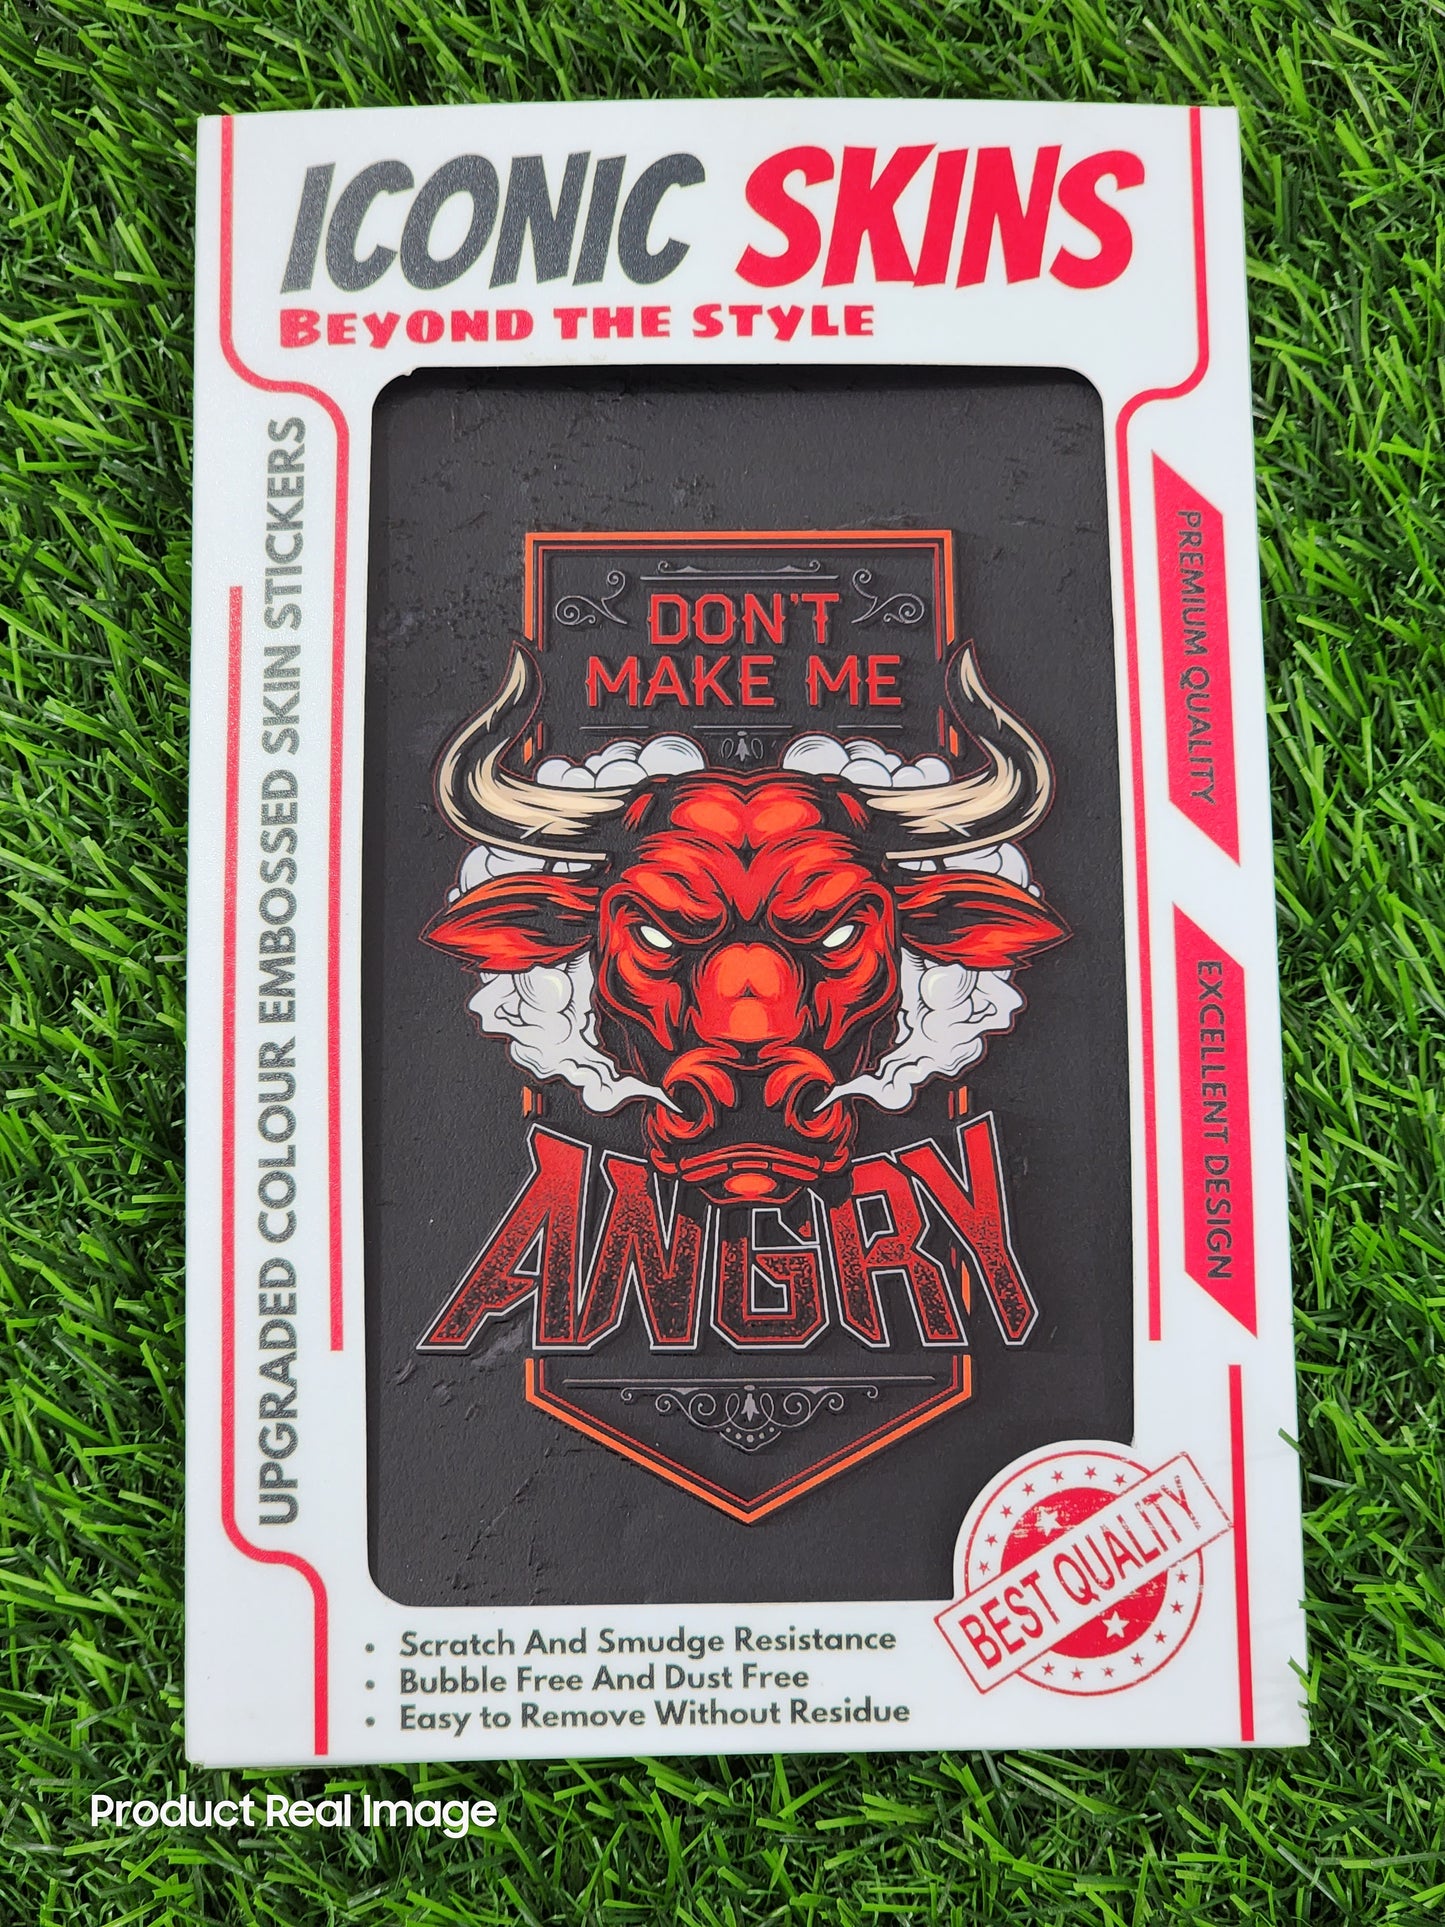 ICONIC SKINS
BEYOND THE STYLE
UPGRADED COLOUR EMBOSSED SKIN STICKERS
DON'T
MAKE ME
ANGRY
PREMIUM QUALITY
EXCELLENT DESIGN
BEST QUALITY
• Scratch And Smudge Resistance
• Bubble Free And Dust Free
• Easy to Remove Without Residue
Product Real Image